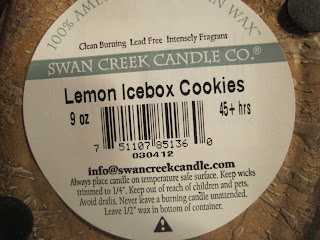 100% AMERI
AN WAX™
Clean Burning Lead Free Intensely Fragrant
SWAN CREEK CANDLE CO.®
Lemon Icebox Cookies
9 oz 45+ hrs
7 51107 85136 0
030412
info@swancreekcandle.com
Always place candle on temperature safe surface. Keep wicks
trimmed to 1/4", Keep out of reach of children and pets.
Avoid drafts. Never leave a burning candle unattended.
Leave 1/2" wax in bottom of container.